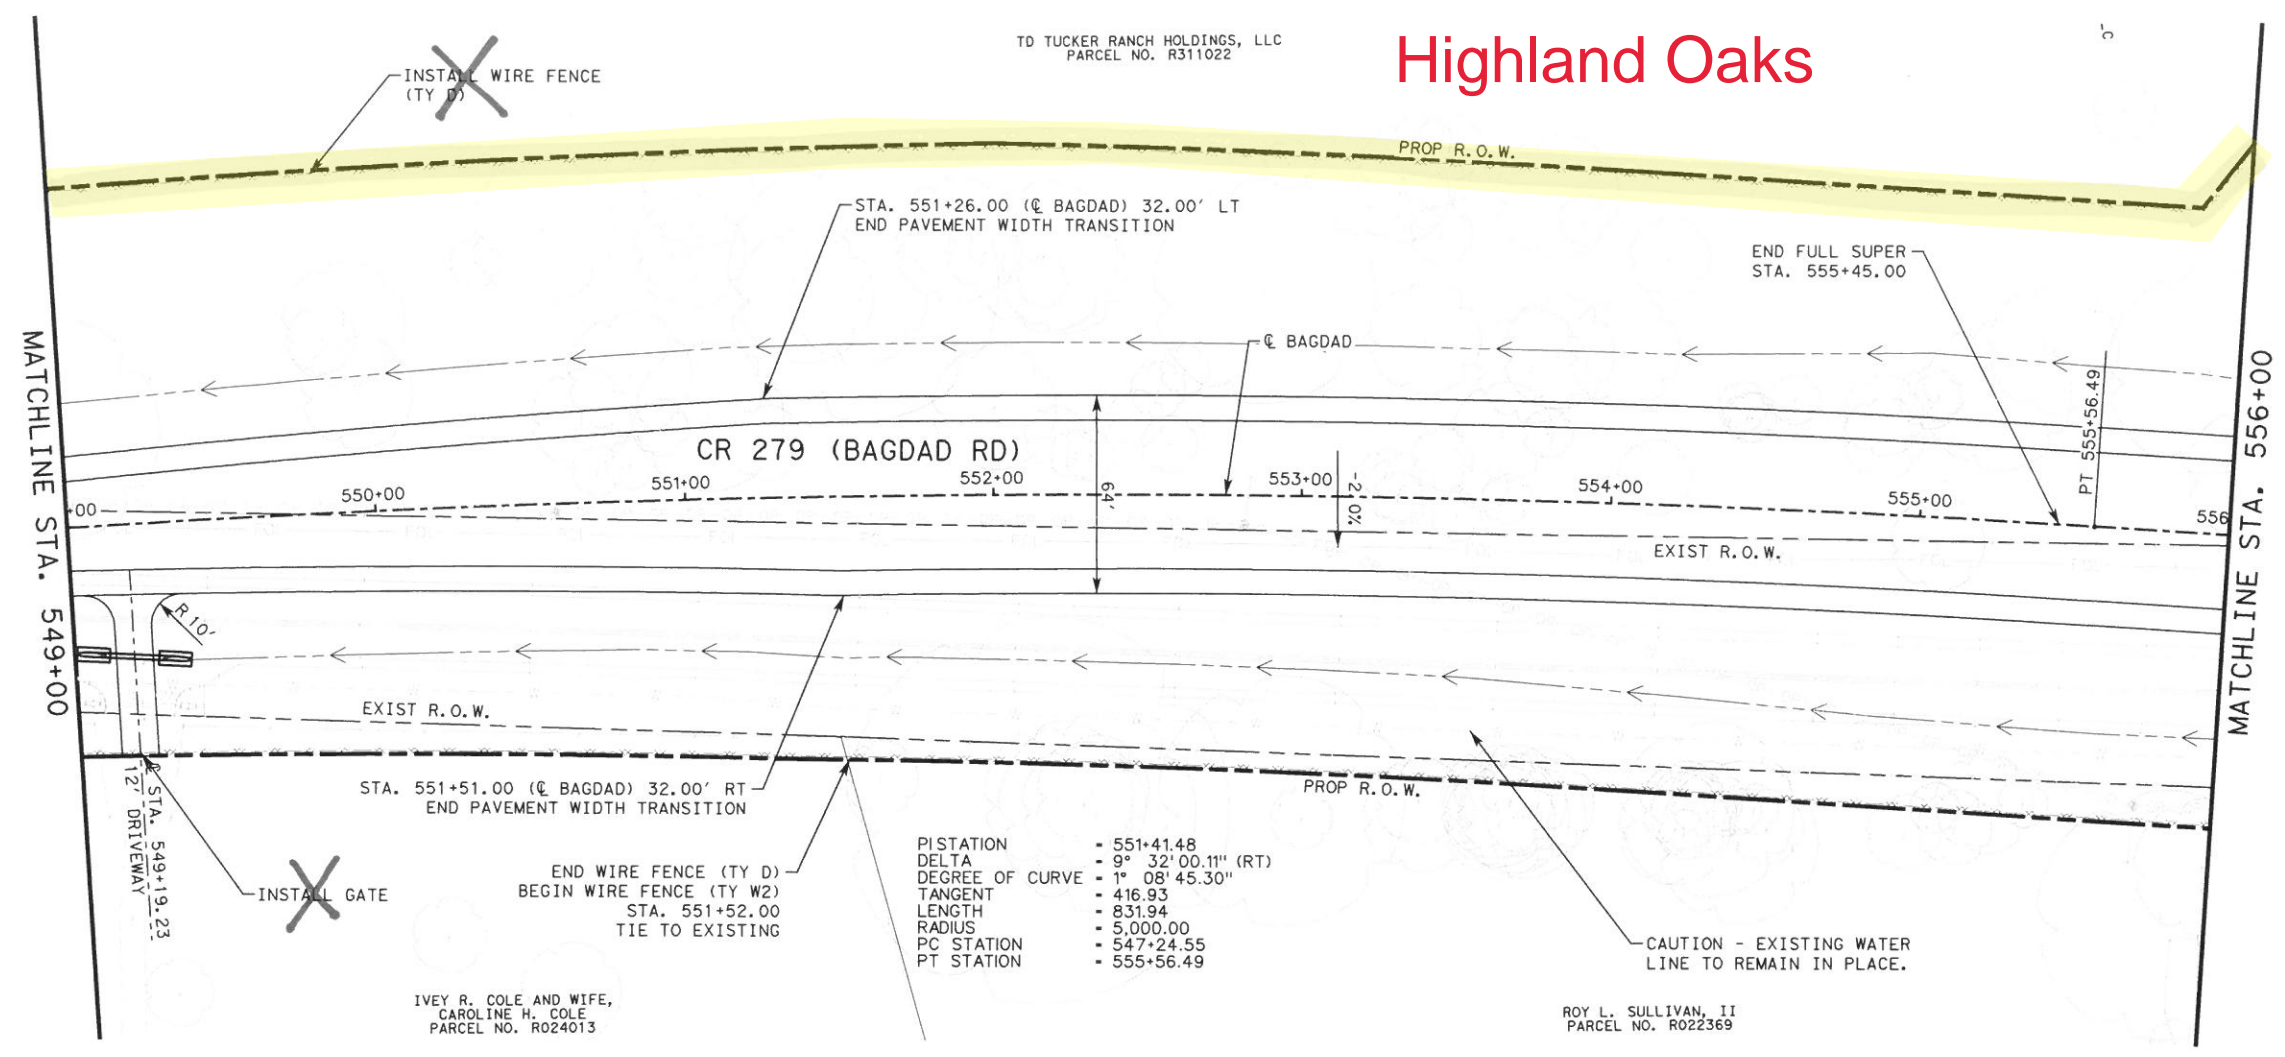 TD TUCKER RANCH HOLDINGS, LLC
PARCEL NO. R311022
Highland Oaks
INSTALL WIRE FENCE
(TY D)
PROP R.O.W.
STA. 551+26.00 (℄ BAGDAD) 32.00' LT
END PAVEMENT WIDTH TRANSITION
END FULL SUPER
STA. 555+45.00
℄ BAGDAD
MATCHLINE STA. 549+00
MATCHLINE STA. 556+00
PT 555+56.49
CR 279 (BAGDAD RD)
+00
550+00
551+00
552+00
553+00
554+00
555+00
556
64'
-2.0%
EXIST R.O.W.
R10'
EXIST R.O.W.
PROP R.O.W.
℄ STA. 549+19.23
12' DRIVEWAY
STA. 551+51.00 (℄ BAGDAD) 32.00' RT
END PAVEMENT WIDTH TRANSITION
INSTALL GATE
END WIRE FENCE (TY D)
BEGIN WIRE FENCE (TY W2)
STA. 551+52.00
TIE TO EXISTING
PI STATION = 551+41.48
DELTA = 9° 32' 00.11" (RT)
DEGREE OF CURVE = 1° 08' 45.30"
TANGENT = 416.93
LENGTH = 831.94
RADIUS = 5,000.00
PC STATION = 547+24.55
PT STATION = 555+56.49
CAUTION - EXISTING WATER
LINE TO REMAIN IN PLACE.
IVEY R. COLE AND WIFE,
CAROLINE H. COLE
PARCEL NO. R024013
ROY L. SULLIVAN, II
PARCEL NO. R022369